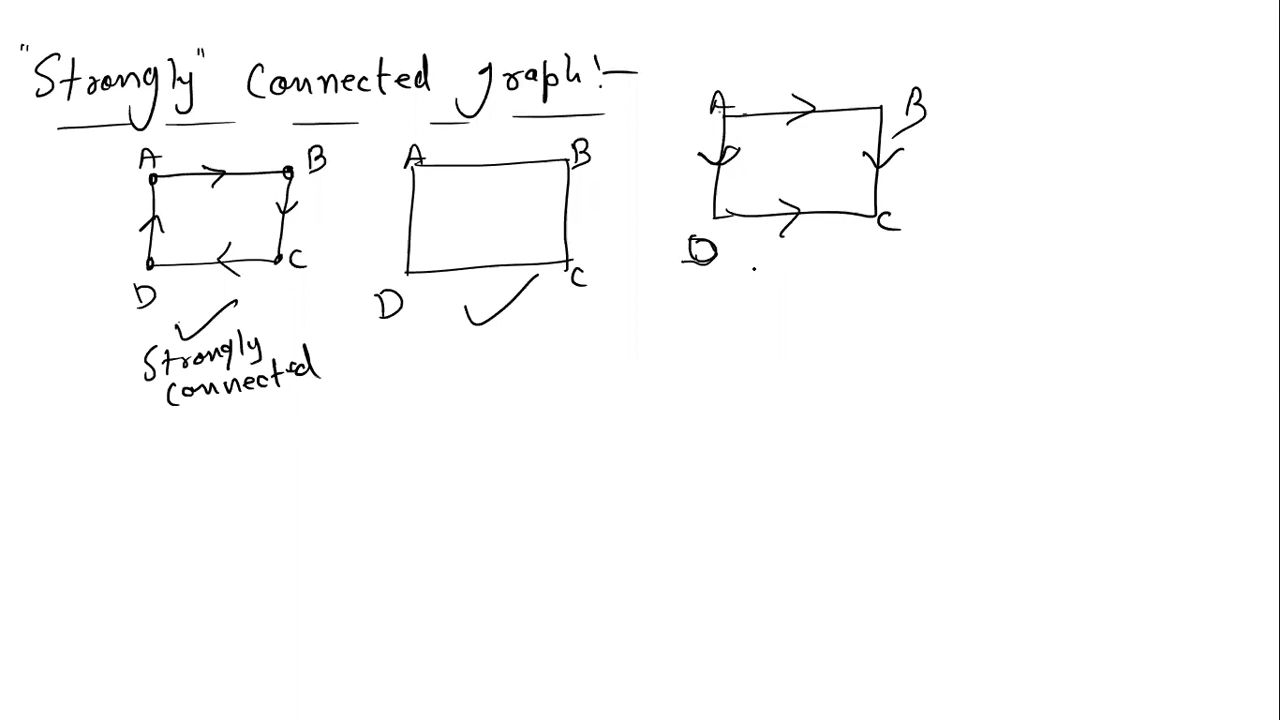 "Strongly" connected graph:-
A B
D C
Strongly
connected
A B
D C
A B
D C